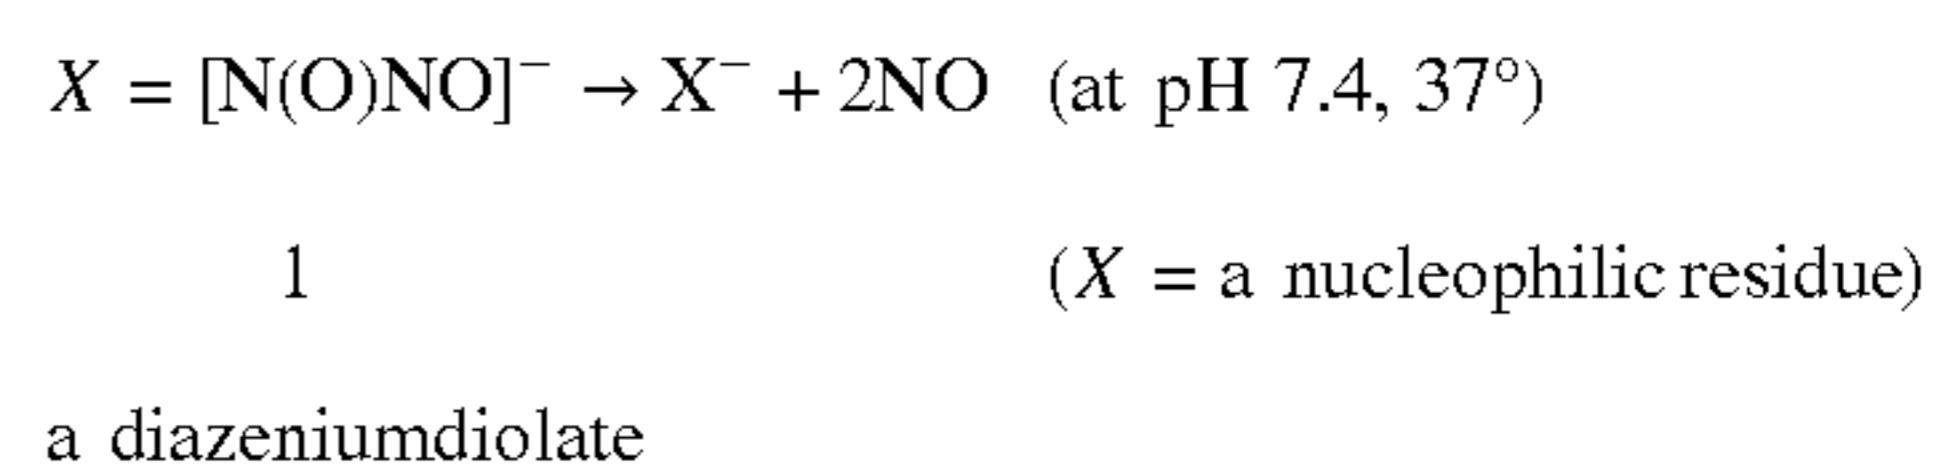 X = [N(O)NO]⁻ → X⁻ + 2NO (at pH 7.4, 37°)
1 (X = a nucleophilic residue)
a diazeniumdiolate